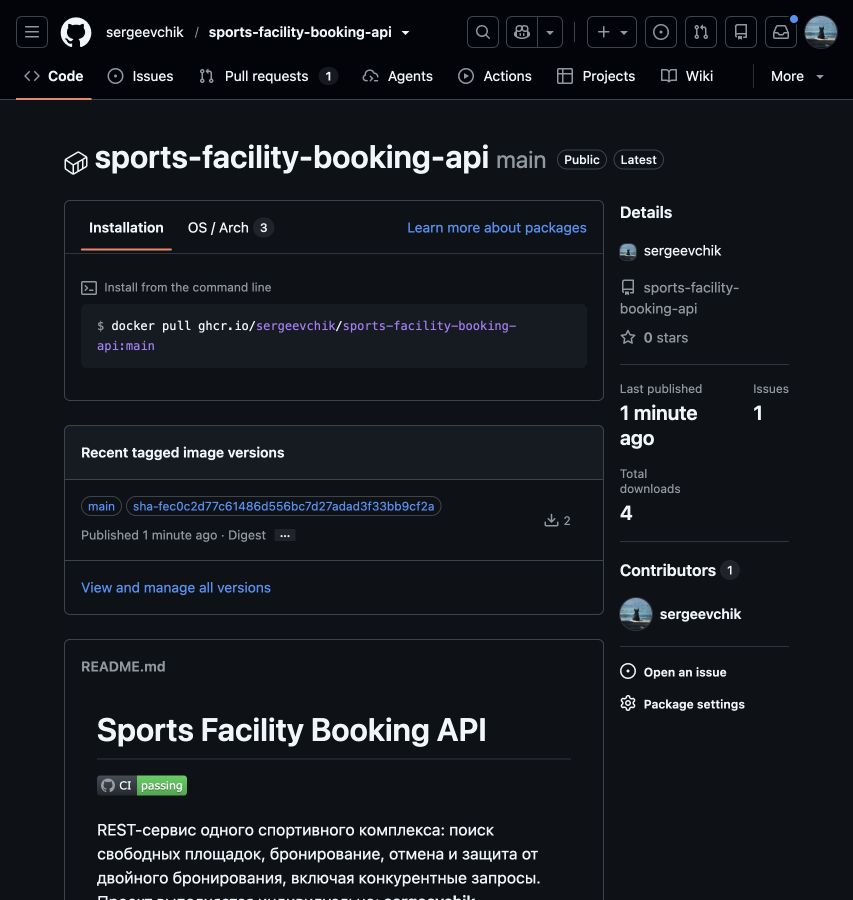 sergeevchik / sports-facility-booking-api
Code Issues Pull requests 1 Agents Actions Projects Wiki More
sports-facility-booking-api main Public Latest
Installation OS / Arch 3 Learn more about packages
Install from the command line
$ docker pull ghcr.io/sergeevchik/sports-facility-booking-
api:main
Recent tagged image versions
main sha-fec0c2d77c61486d556bc7d27adad3f33bb9cf2a
Published 1 minute ago · Digest ...
2
View and manage all versions
README.md
Sports Facility Booking API
CI passing
REST-сервис одного спортивного комплекса: поиск
свободных площадок, бронирование, отмена и защита от
двойного бронирования, включая конкурентные запросы.
Проект выполняется индивидуально: sergeevchik
Details
sergeevchik
sports-facility-
booking-api
0 stars
Last published Issues
1 minute 1
ago
Total
downloads
4
Contributors 1
sergeevchik
Open an issue
Package settings